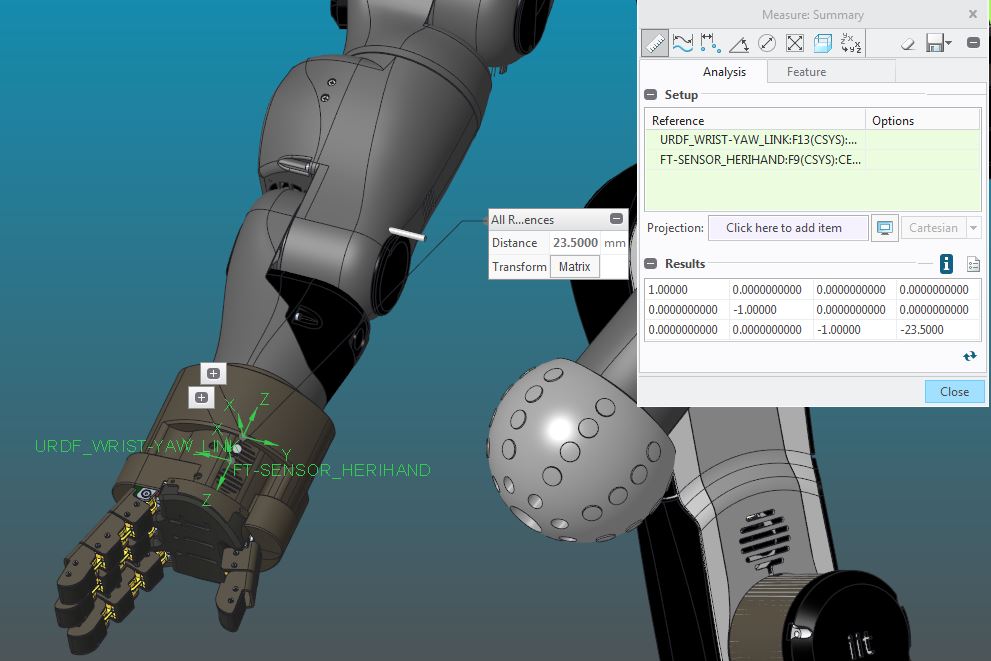 Measure: Summary
Analysis Feature
Setup
Reference Options
URDF_WRIST-YAW_LINK:F13(CSYS):...
FT-SENSOR_HERIHAND:F9(CSYS):CE...
Projection: Click here to add item Cartesian
Results
1.00000 0.0000000000 0.0000000000 0.0000000000
0.0000000000 -1.00000 0.0000000000 0.0000000000
0.0000000000 0.0000000000 -1.00000 -23.5000
Close
All R...ences
Distance 23.5000 mm
Transform Matrix
X Z
X
URDF_WRIST-YAW_LINK
Y
FT-SENSOR_HERIHAND
Z
iit